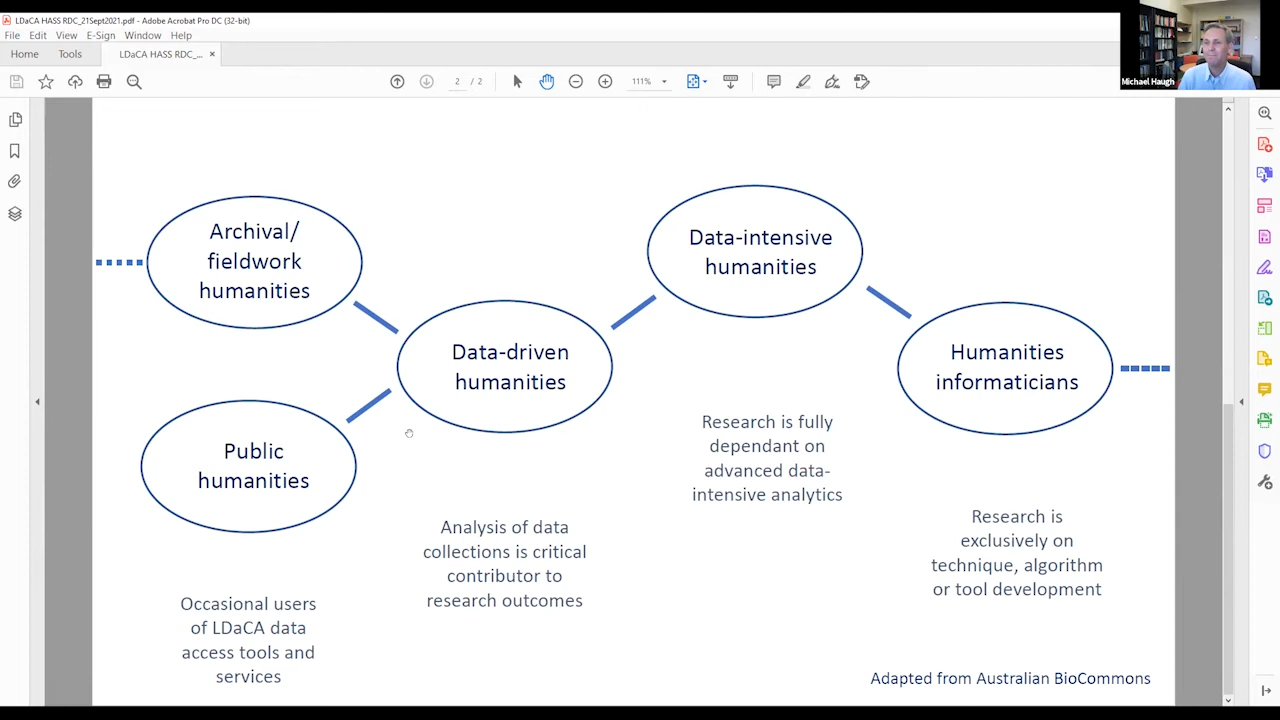 LDaCA HASS RDC_21Sept2021.pdf - Adobe Acrobat Pro DC (32-bit)
File Edit View E-Sign Window Help
Home Tools LDaCA HASS RDC_... ×
2 / 2 111%
Michael Haugh
Archival/
fieldwork
humanities
Public
humanities
Occasional users
of LDaCA data
access tools and
services
Data-driven
humanities
Analysis of data
collections is critical
contributor to
research outcomes
Data-intensive
humanities
Research is fully
dependant on
advanced data-
intensive analytics
Humanities
informaticians
Research is
exclusively on
technique, algorithm
or tool development
Adapted from Australian BioCommons